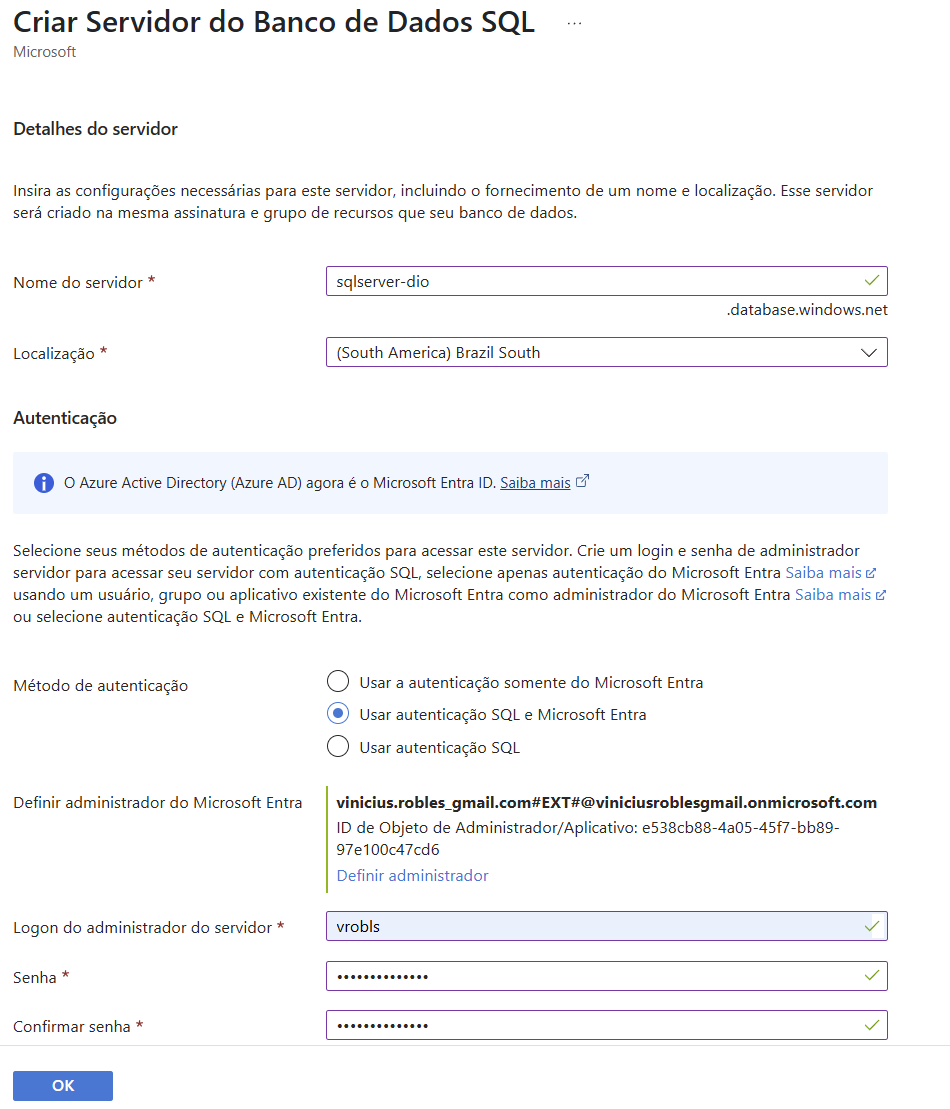 Criar Servidor do Banco de Dados SQL ...
Microsoft
Detalhes do servidor
Insira as configurações necessárias para este servidor, incluindo o fornecimento de um nome e localização. Esse servidor
será criado na mesma assinatura e grupo de recursos que seu banco de dados.
Nome do servidor * sqlserver-dio
.database.windows.net
Localização * (South America) Brazil South
Autenticação
O Azure Active Directory (Azure AD) agora é o Microsoft Entra ID. Saiba mais
Selecione seus métodos de autenticação preferidos para acessar este servidor. Crie um login e senha de administrador
servidor para acessar seu servidor com autenticação SQL, selecione apenas autenticação do Microsoft Entra Saiba mais
usando um usuário, grupo ou aplicativo existente do Microsoft Entra como administrador do Microsoft Entra Saiba mais
ou selecione autenticação SQL e Microsoft Entra.
Método de autenticação
Usar a autenticação somente do Microsoft Entra
Usar autenticação SQL e Microsoft Entra
Usar autenticação SQL
Definir administrador do Microsoft Entra
vinicius.robles_gmail.com#EXT#@viniciusroblesgmail.onmicrosoft.com
ID de Objeto de Administrador/Aplicativo: e538cb88-4a05-45f7-bb89-
97e100c47cd6
Definir administrador
Logon do administrador do servidor * vrobls
Senha * ••••••••••••••
Confirmar senha * ••••••••••••••
OK